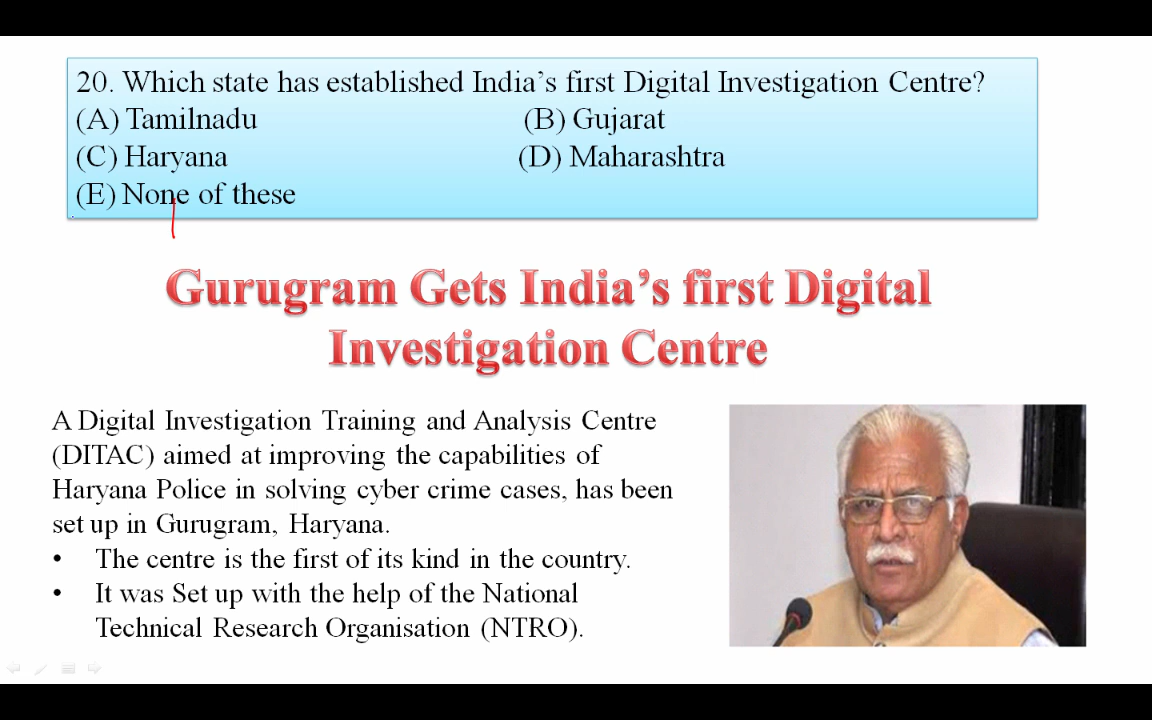 20. Which state has established India’s first Digital Investigation Centre?
(A) Tamilnadu (B) Gujarat
(C) Haryana (D) Maharashtra
(E) None of these
Gurugram Gets India’s first Digital
Investigation Centre
A Digital Investigation Training and Analysis Centre
(DITAC) aimed at improving the capabilities of
Haryana Police in solving cyber crime cases, has been
set up in Gurugram, Haryana.
• The centre is the first of its kind in the country.
• It was Set up with the help of the National
Technical Research Organisation (NTRO).